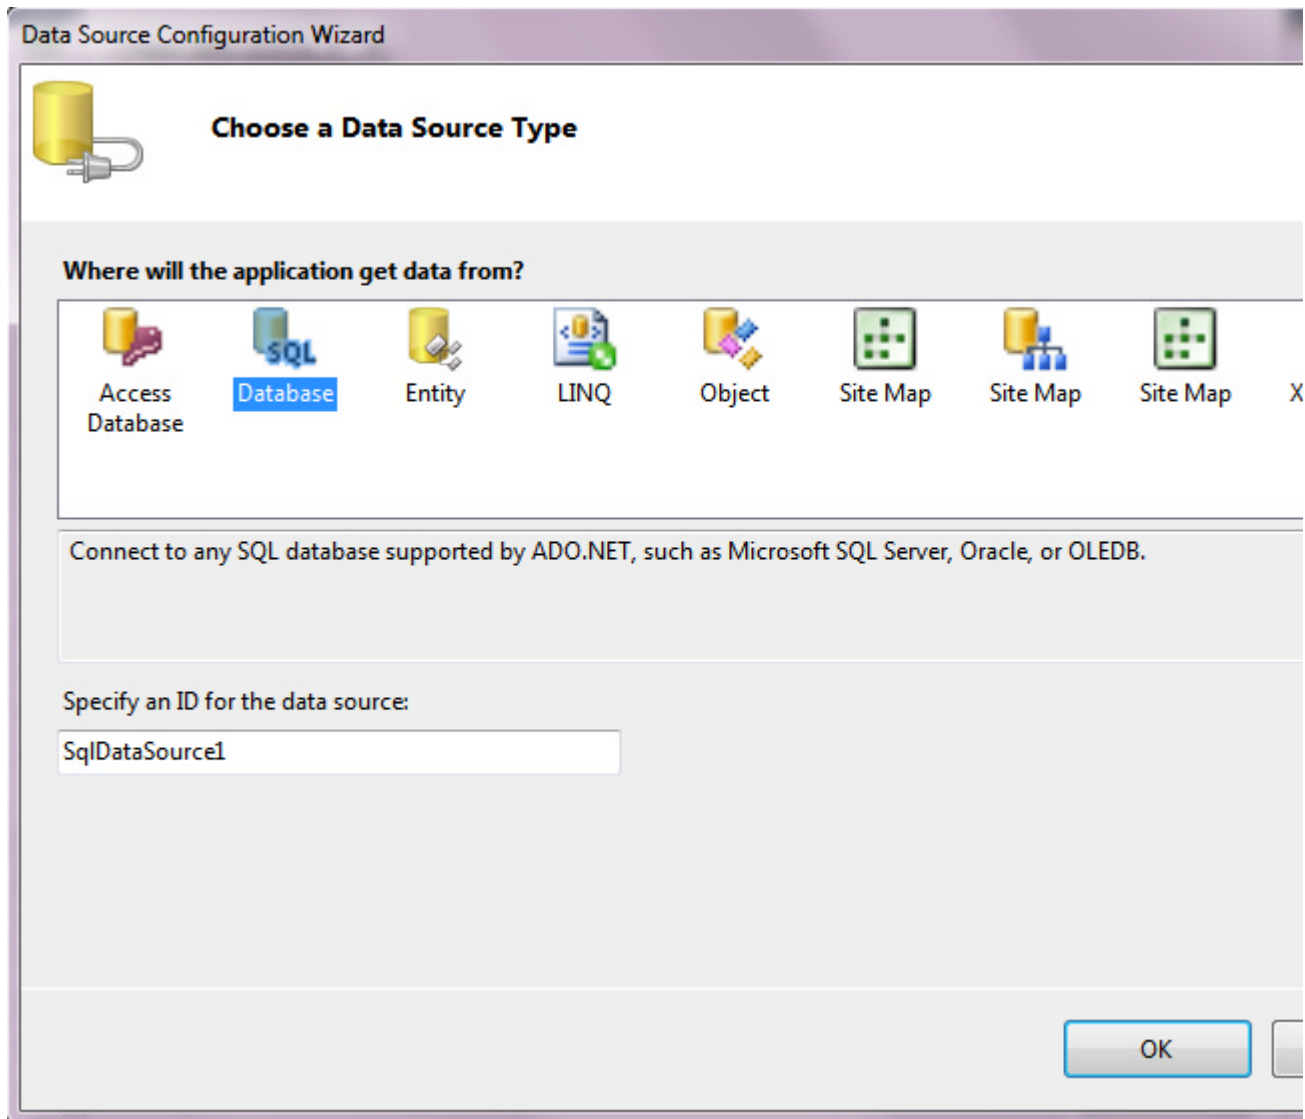 Data Source Configuration Wizard
Choose a Data Source Type
Where will the application get data from?
SQL
Access Database
Database
Entity
LINQ
Object
Site Map
Site Map
Site Map
X
Connect to any SQL database supported by ADO.NET, such as Microsoft SQL Server, Oracle, or OLEDB.
Specify an ID for the data source:
SqlDataSource1
OK